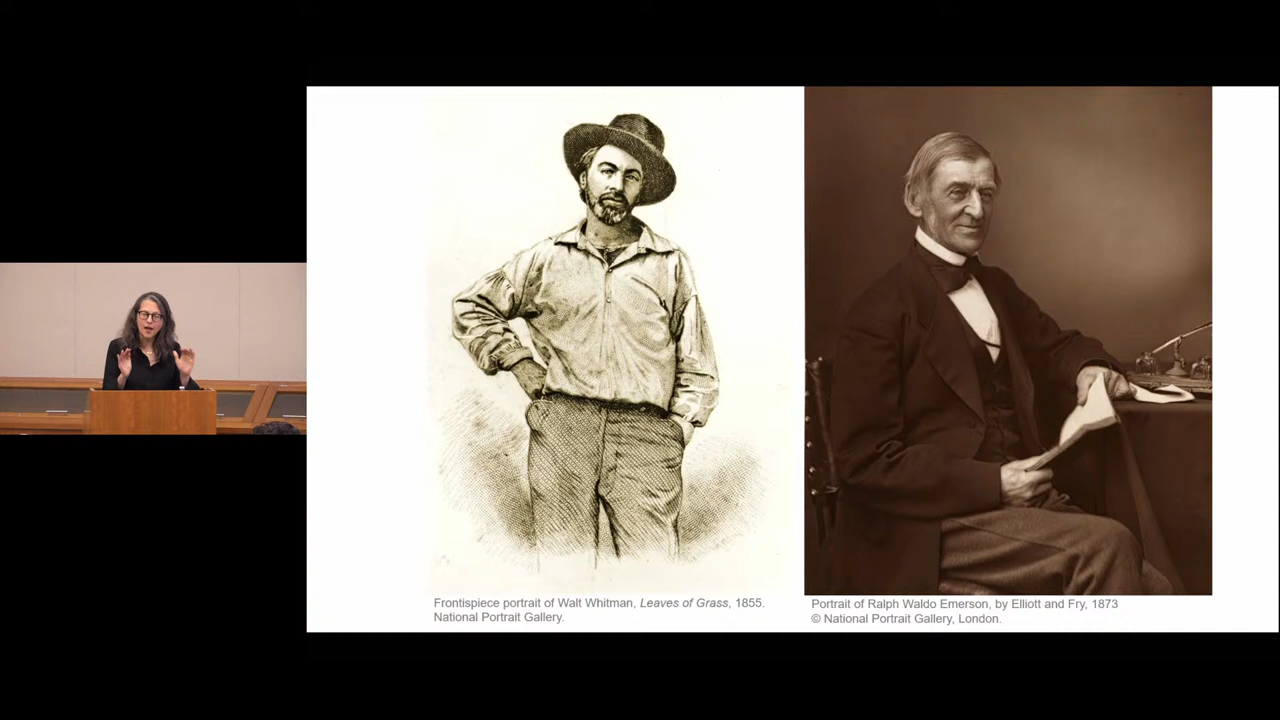 Frontispiece portrait of Walt Whitman, Leaves of Grass, 1855.
National Portrait Gallery.
Portrait of Ralph Waldo Emerson, by Elliott and Fry, 1873
© National Portrait Gallery, London.